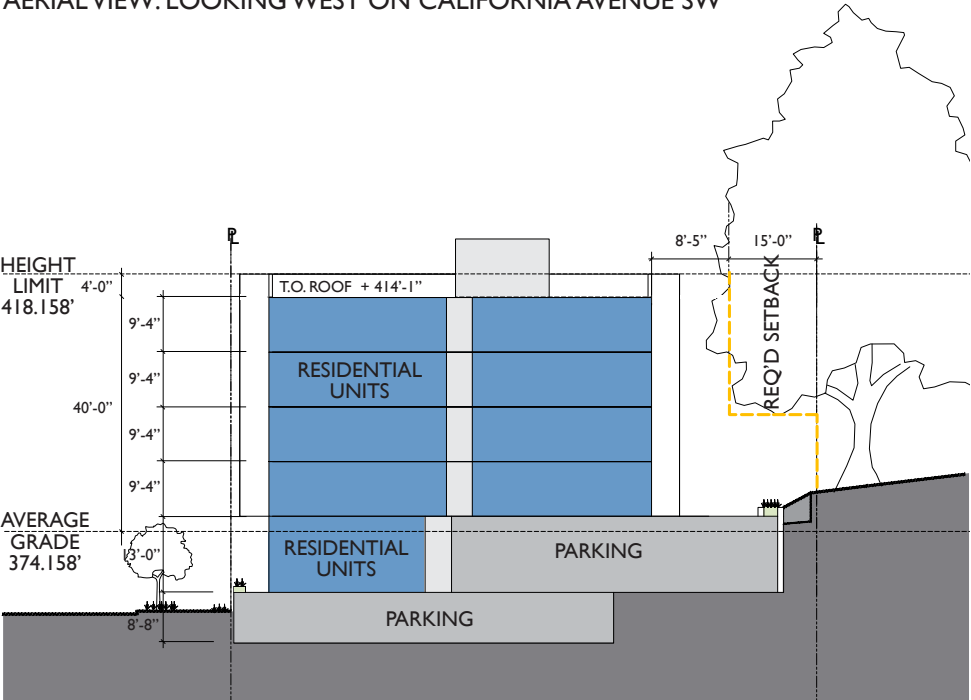 AERIAL VIEW: LOOKING WEST ON CALIFORNIA AVENUE SW
℄
8'-5"
15'-0"
℄
HEIGHT
LIMIT
418.158'
4'-0"
T.O. ROOF + 414'-1"
REQ'D SETBACK
9'-4"
RESIDENTIAL
UNITS
9'-4"
40'-0"
9'-4"
9'-4"
AVERAGE
GRADE
374.158'
13'-0"
RESIDENTIAL
UNITS
PARKING
8'-8"
PARKING